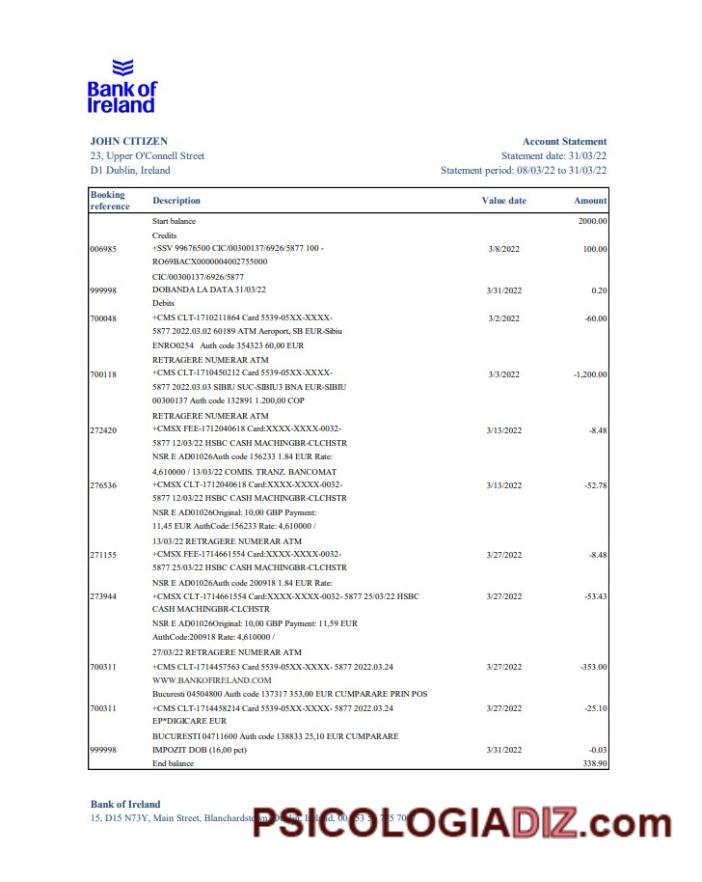 Bank of
Ireland
JOHN CITIZEN
23, Upper O'Connell Street
D1 Dublin, Ireland
Account Statement
Statement date: 31/03/22
Statement period: 08/03/22 to 31/03/22
Booking reference Description Value date Amount
Start balance 2000.00
Credits
006985 +SSV 99676500 CIC/00300137/6926/5877 100 - 3/8/2022 100.00
RO69BACX0000004002755000
CIC/00300137/6926/5877
999998 DOBANDA LA DATA 31/03/22 3/31/2022 0.20
Debits
700048 +CMS CLT-1710211864 Card 5539-05XX-XXXX- 3/2/2022 -60.00
5877 2022.03.02 60189 ATM Aeroport, SB EUR-Sibiu
ENRO0254 Auth code 354323 60,00 EUR
RETRAGERE NUMERAR ATM
700118 +CMS CLT-1710450212 Card 5539-05XX-XXXX- 3/3/2022 -1,200.00
5877 2022.03.03 SIBIU SUC-SIBIU3 BNA EUR-SIBIU
00300137 Auth code 132891 1.200,00 COP
RETRAGERE NUMERAR ATM
272420 +CMSX FEE-1712040618 Card:XXXX-XXXX-0032- 3/13/2022 -8.48
5877 12/03/22 HSBC CASH MACHINGBR-CLCHSTR
NSR E AD01026Auth code 156233 1.84 EUR Rate:
4,610000 / 13/03/22 COMIS. TRANZ. BANCOMAT
276536 +CMSX CLT-1712040618 Card:XXXX-XXXX-0032- 3/13/2022 -52.78
5877 12/03/22 HSBC CASH MACHINGBR-CLCHSTR
NSR E AD01026Original: 10,00 GBP Payment:
11,45 EUR AuthCode:156233 Rate: 4,610000 /
13/03/22 RETRAGERE NUMERAR ATM
271155 +CMSX FEE-1714661554 Card:XXXX-XXXX-0032- 3/27/2022 -8.48
5877 25/03/22 HSBC CASH MACHINGBR-CLCHSTR
NSR E AD01026Auth code 200918 1.84 EUR Rate:
273944 +CMSX CLT-1714661554 Card:XXXX-XXXX-0032- 5877 25/03/22 HSBC 3/27/2022 -53.43
CASH MACHINGBR-CLCHSTR
NSR E AD01026Original: 10,00 GBP Payment: 11,59 EUR
AuthCode:200918 Rate: 4,610000 /
27/03/22 RETRAGERE NUMERAR ATM
700311 +CMS CLT-1714457563 Card 5539-05XX-XXXX- 5877 2022.03.24 3/27/2022 -353.00
WWW.BANKOFIRELAND.COM
Bucuresti 04504800 Auth code 137317 353,00 EUR CUMPARARE PRIN POS
700311 +CMS CLT-1714458214 Card 5539-05XX-XXXX- 5877 2022.03.24 3/27/2022 -25.10
EP*DIGICARE EUR
BUCURESTI 04711600 Auth code 138833 25,10 EUR CUMPARARE
999998 IMPOZIT DOB (16,00 pct) 3/31/2022 -0.03
End balance 338.90
Bank of Ireland
15, D15 N73Y, Main Street,
PSICOLOGIADIZ.com